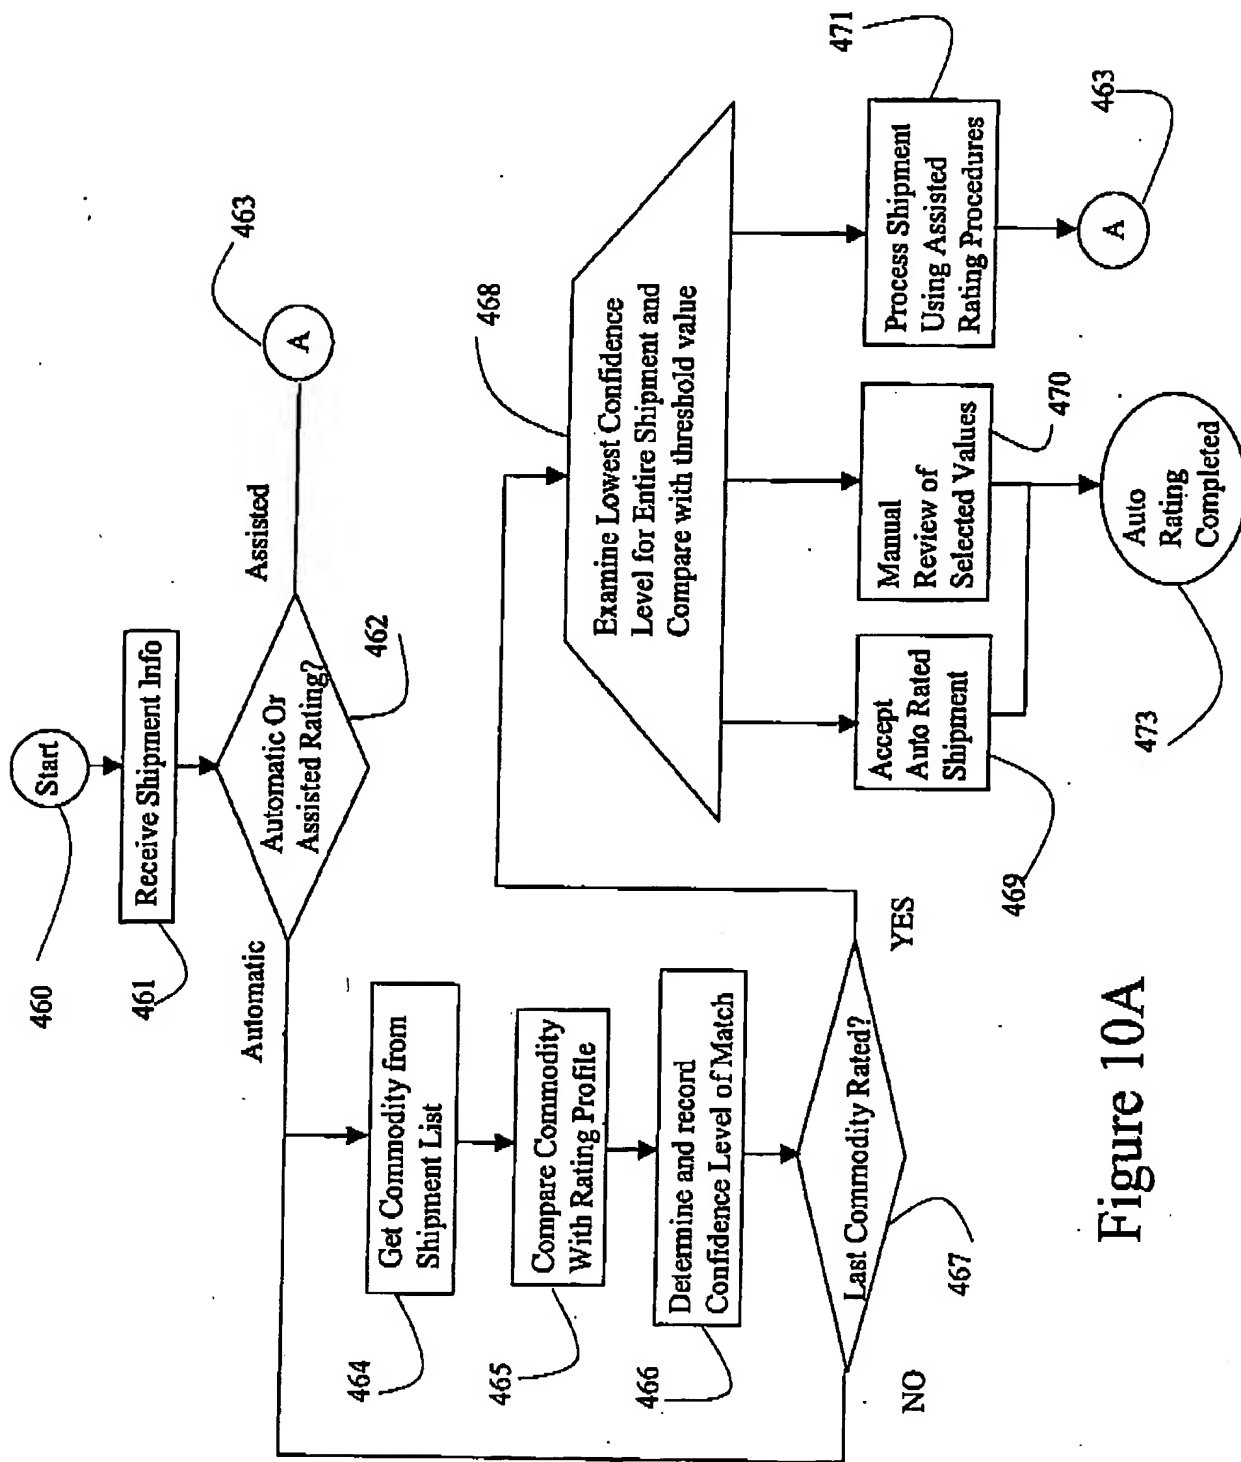 Start
460
Receive Shipment Info
461
Automatic Or
Assisted Rating?
462
Assisted
A
463
Automatic
Get Commodity from
Shipment List
464
Compare Commodity
With Rating Profile
465
Determine and record
Confidence Level of Match
466
Last Commodity Rated?
467
NO
YES
468
Examine Lowest Confidence
Level for Entire Shipment and
Compare with threshold value
Accept
Auto Rated
Shipment
469
Manual
Review of
Selected Values
470
Process Shipment
Using Assisted
Rating Procedures
471
A
463
Auto
Rating
Completed
473
Figure 10A